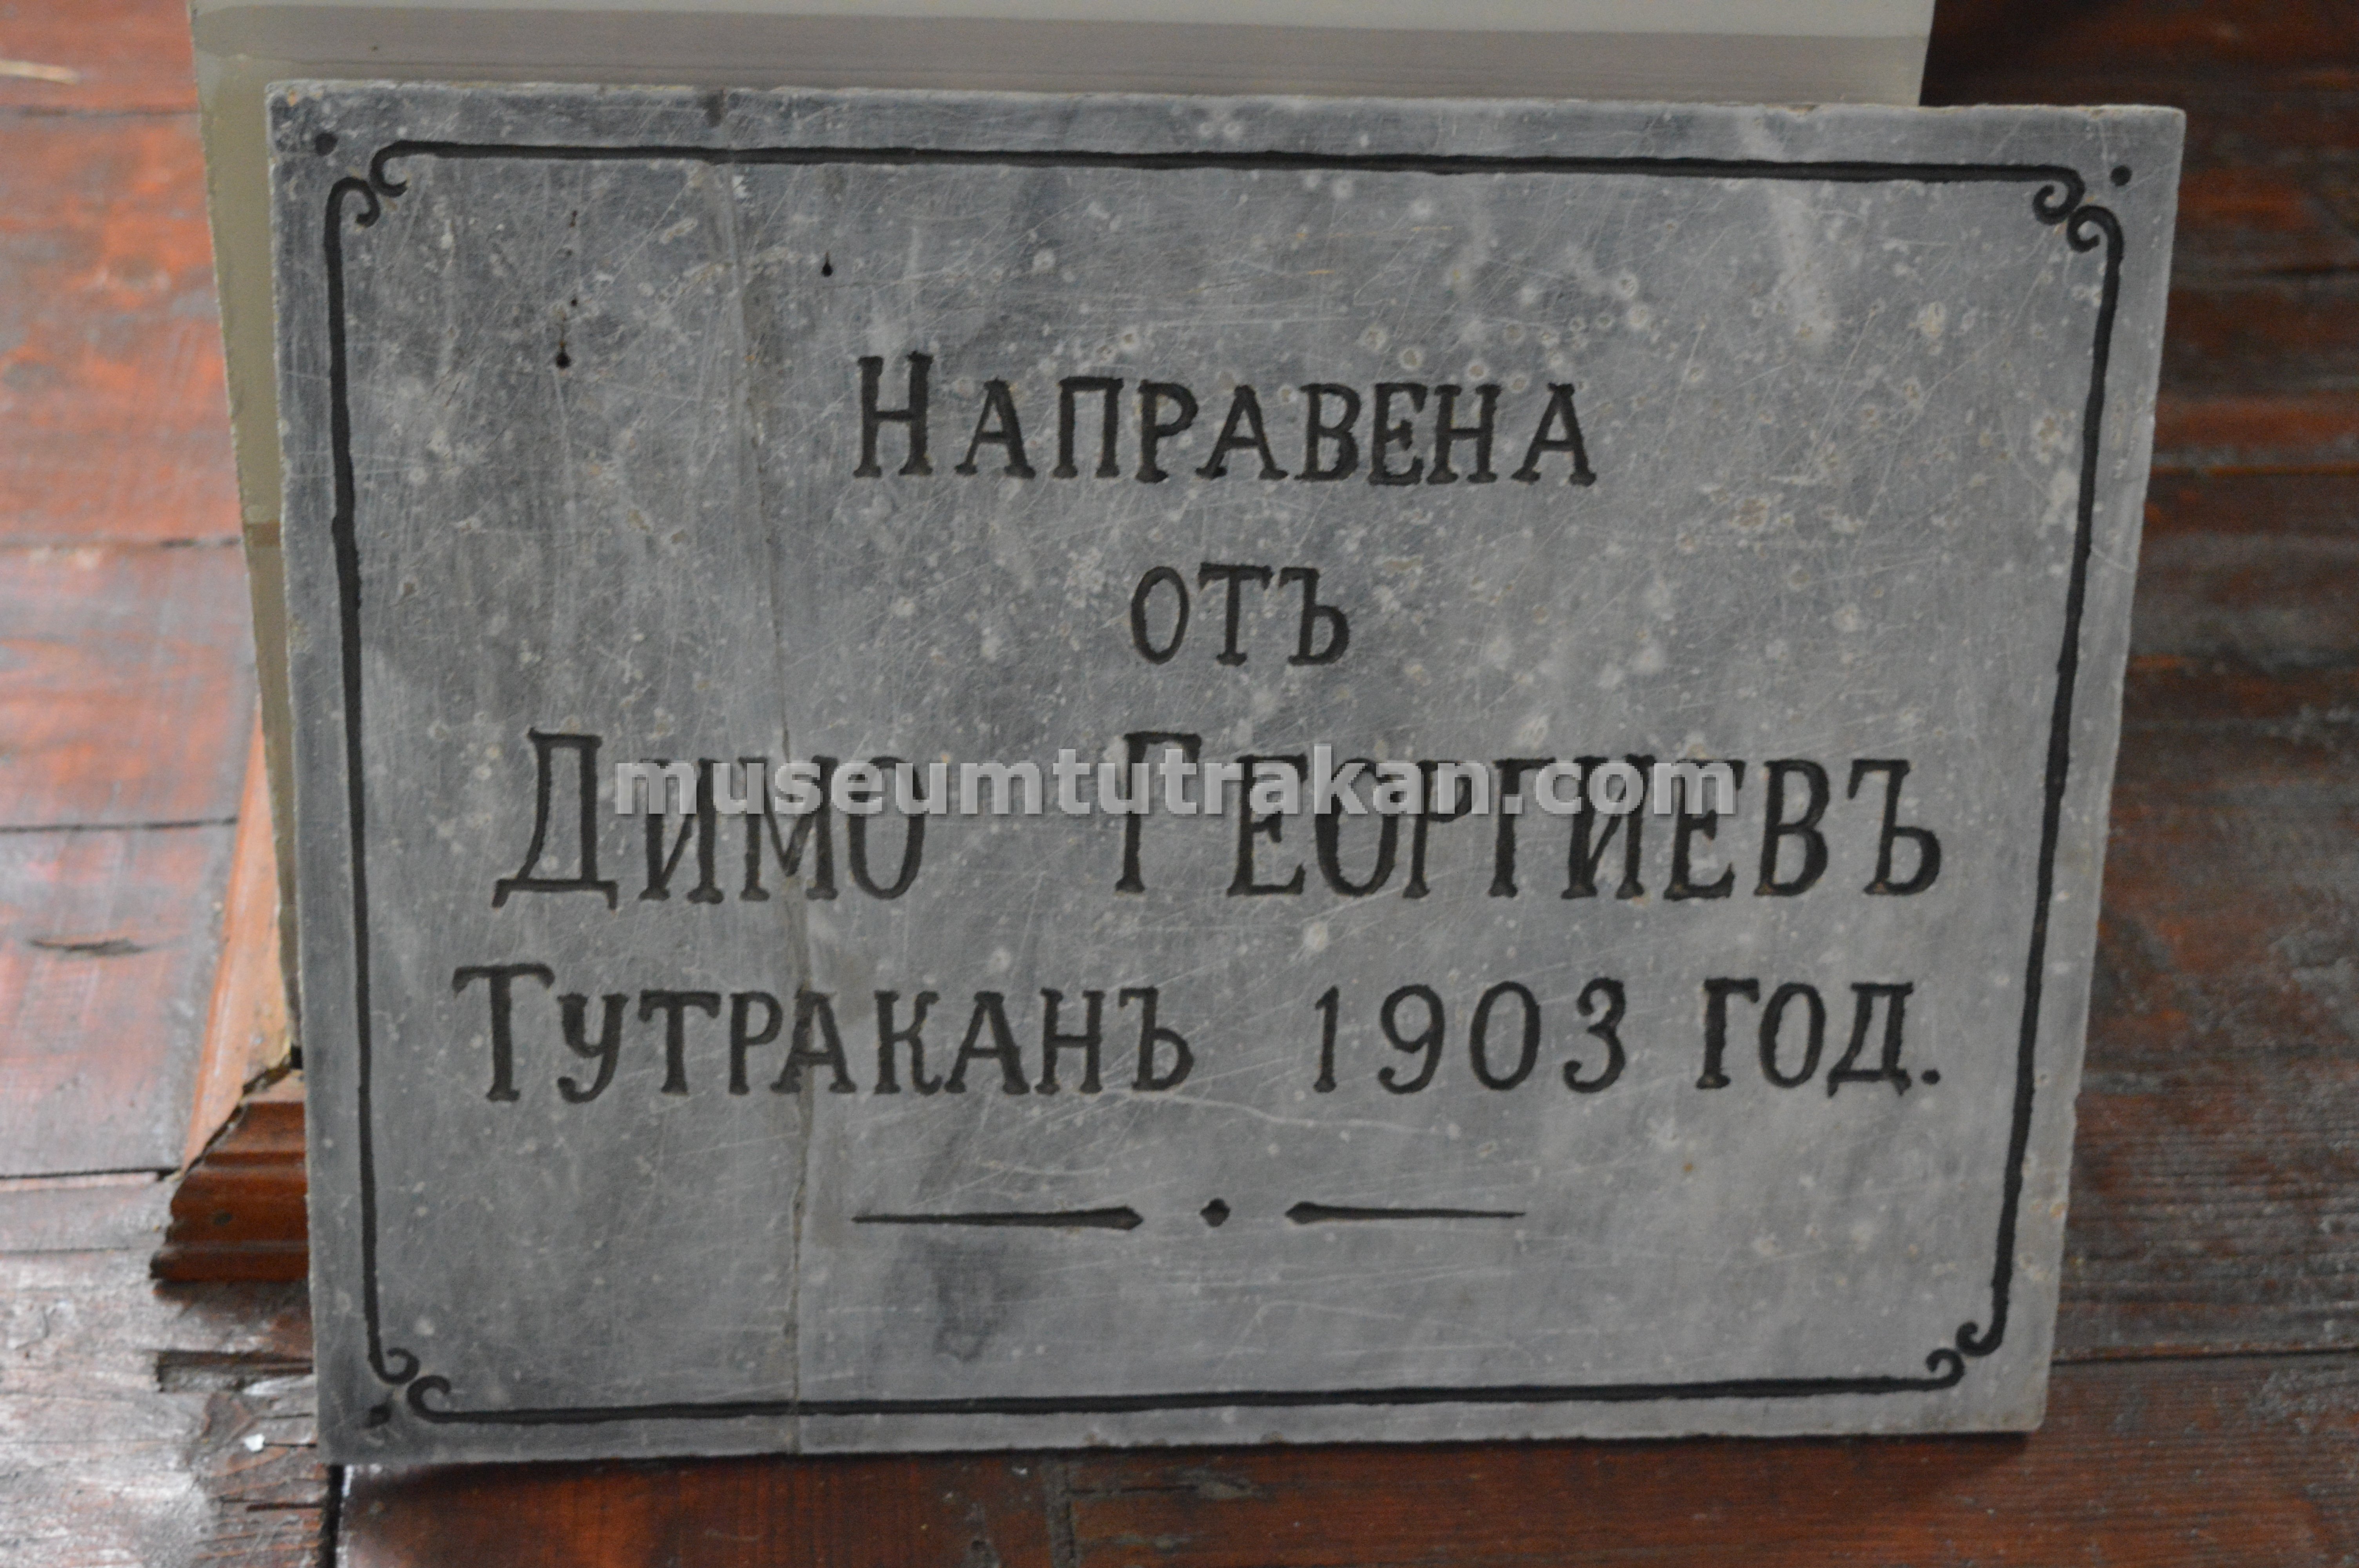 НАПРАВЕНА
ОТЪ
ДИМО ГЕОРГИЕВЪ
museumtutrakan.com
ТУТРАКАНЪ 1903 ГОД.